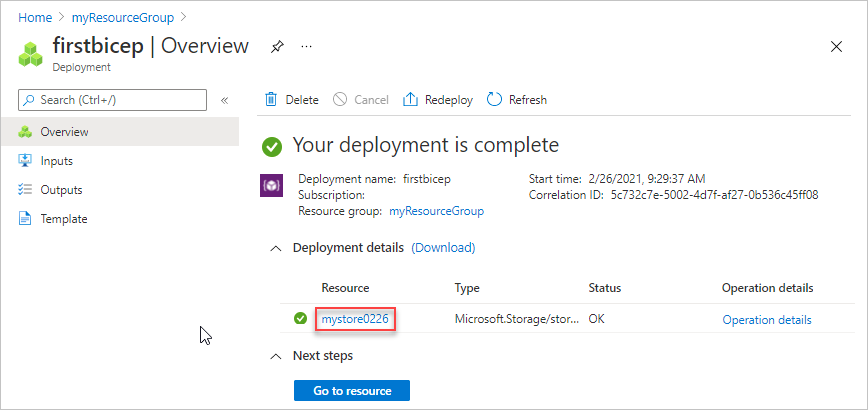 Home > myResourceGroup >
firstbicep | Overview
Deployment
Search (Ctrl+/)
«
Overview
Inputs
Outputs
Template
Delete Cancel Redeploy Refresh
Your deployment is complete
Deployment name: firstbicep Start time: 2/26/2021, 9:29:37 AM
Subscription: Correlation ID: 5c732c7e-5002-4d7f-af27-0b536c45ff08
Resource group: myResourceGroup
Deployment details (Download)
Resource Type Status Operation details
mystore0226 Microsoft.Storage/stor... OK Operation details
Next steps
Go to resource